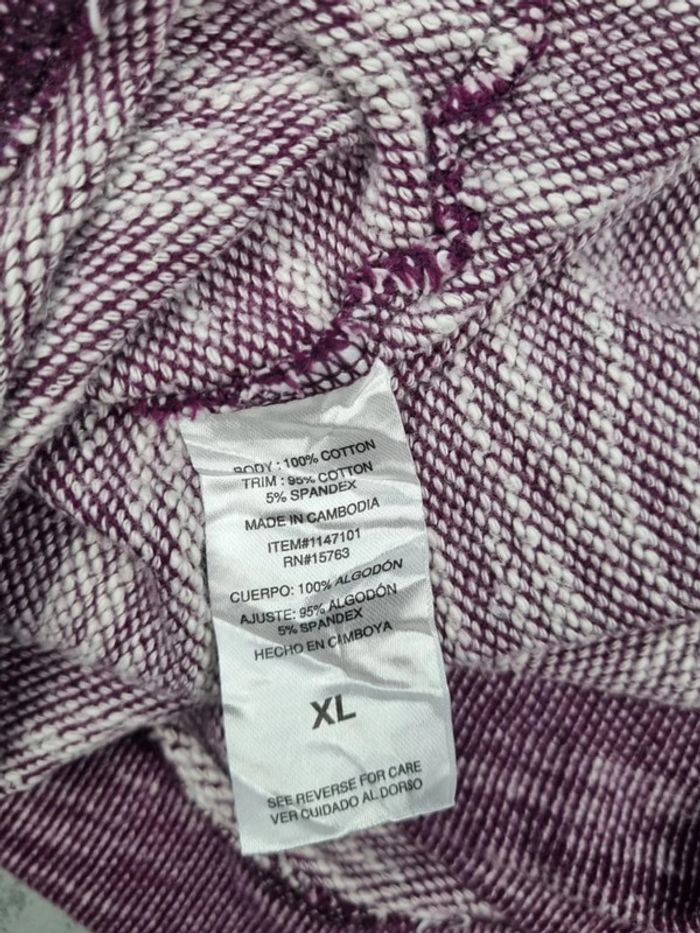 BODY : 100% COTTON
TRIM : 95% COTTON
5% SPANDEX
MADE IN CAMBODIA
ITEM#1147101
RN#15763
CUERPO: 100% ALGODÓN
AJUSTE: 95% ALGODÓN
5% SPANDEX
HECHO EN CAMBOYA
XL
SEE REVERSE FOR CARE
VER CUIDADO AL DORSO